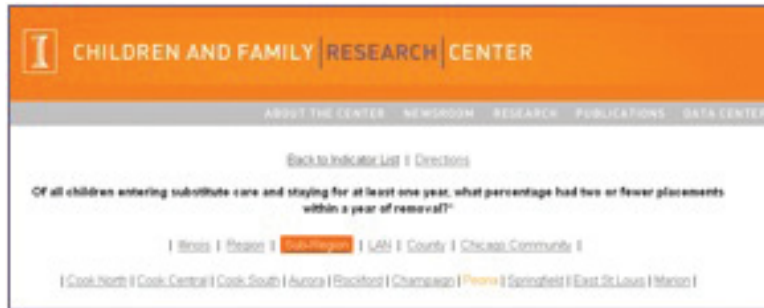 I CHILDREN AND FAMILY | RESEARCH | CENTER
ABOUT THE CENTER NEWSROOM RESEARCH PUBLICATIONS DATA CENTER
Back to Indicator List || Directions
Of all children entering substitute care and staying for at least one year, what percentage had two or fewer placements
within a year of removal?*
| Illinois || Region || Sub-Region || LAN || County || Chicago Community ||
| Cook North | Cook Central | Cook South | Aurora | Rockford | Champaign | Peoria | Springfield | East St Louis | Marion |